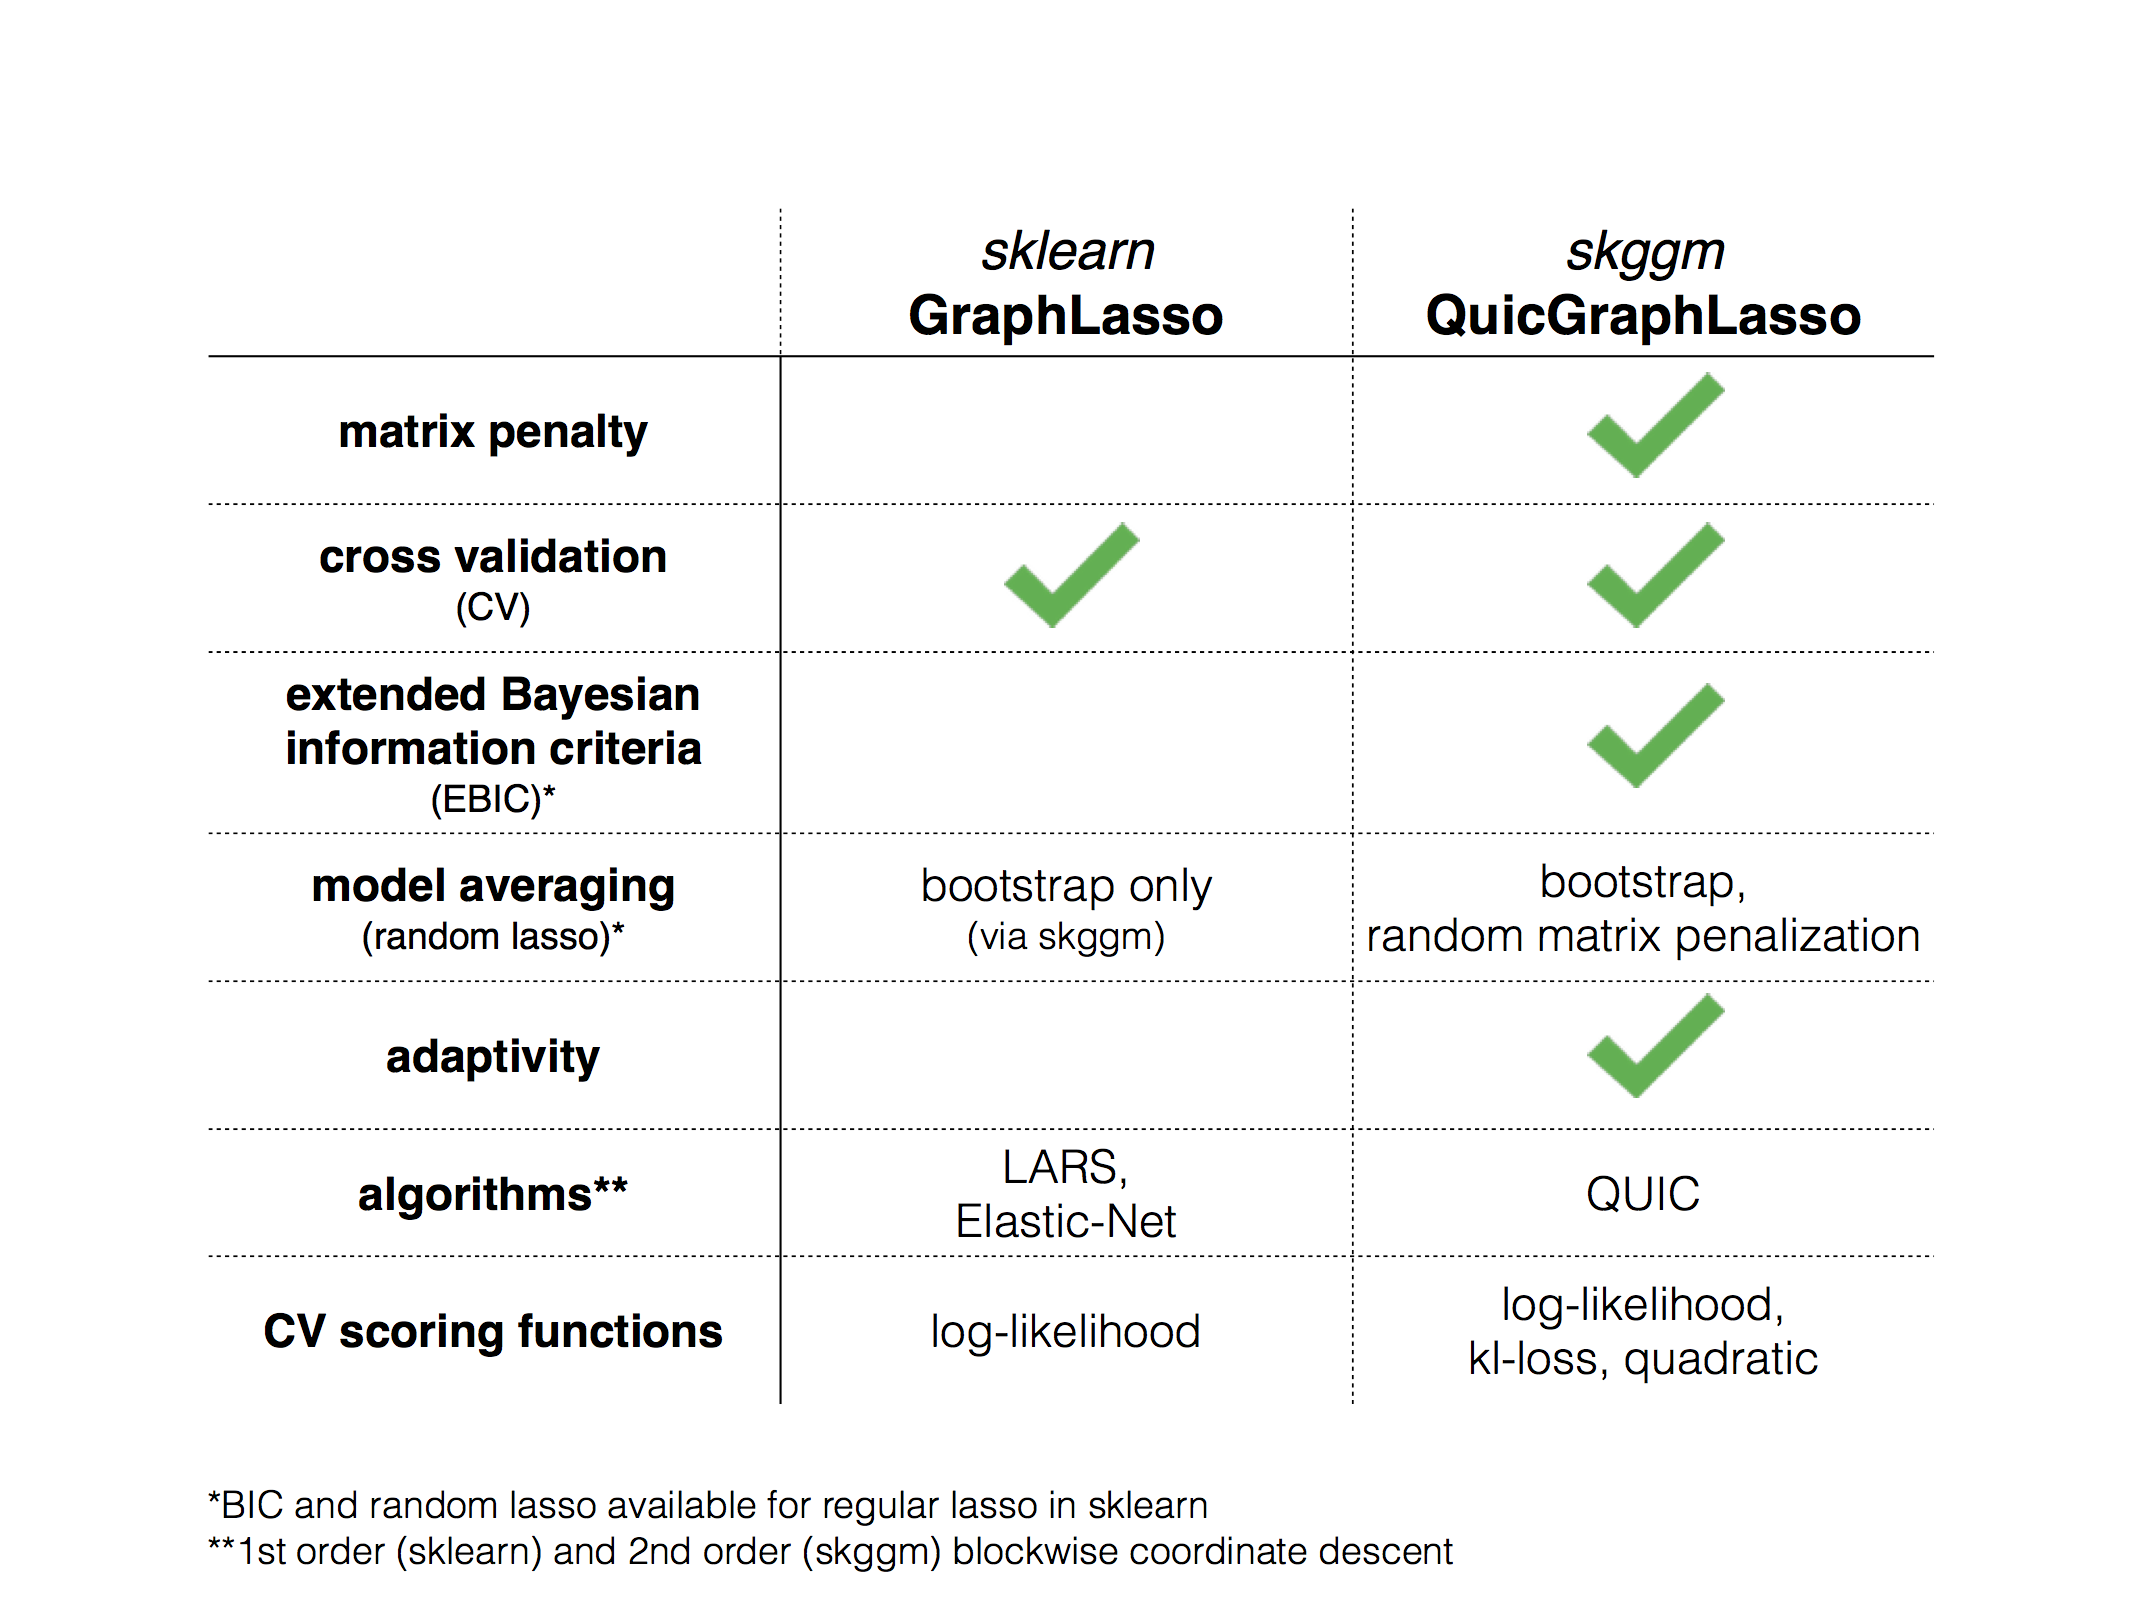 sklearn
GraphLasso
skggm
QuicGraphLasso
matrix penalty
cross validation
(CV)
extended Bayesian
information criteria
(EBIC)*
model averaging
(random lasso)*
bootstrap only
(via skggm)
bootstrap,
random matrix penalization
adaptivity
algorithms**
LARS,
Elastic-Net
QUIC
CV scoring functions
log-likelihood
log-likelihood,
kl-loss, quadratic
*BIC and random lasso available for regular lasso in sklearn
**1st order (sklearn) and 2nd order (skggm) blockwise coordinate descent